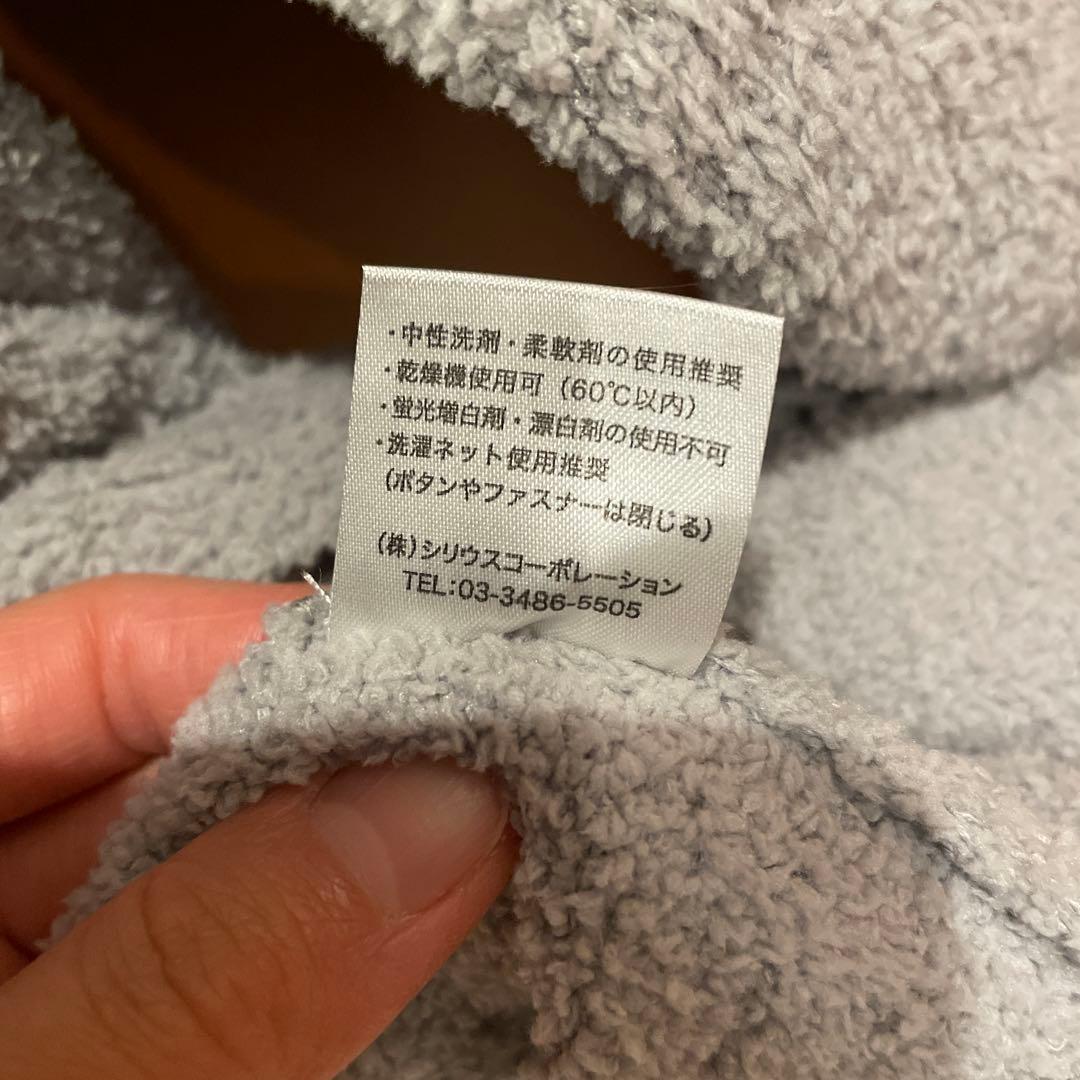 ・中性洗剤・柔軟剤の使用推奨
・乾燥機使用可（60℃以内）
・蛍光増白剤・漂白剤の使用不可
・洗濯ネット使用推奨
（ボタンやファスナーは閉じる）
（株）シリウスコーポレーション
TEL:03-3486-5505